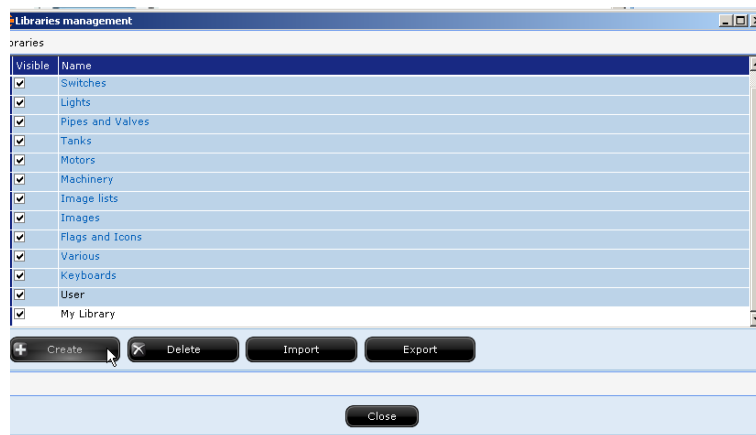 Libraries management
oraries
Visible Name
Switches
Lights
Pipes and Valves
Tanks
Motors
Machinery
Image lists
Images
Flags and Icons
Various
Keyboards
User
My Library
Create Delete Import Export
Close